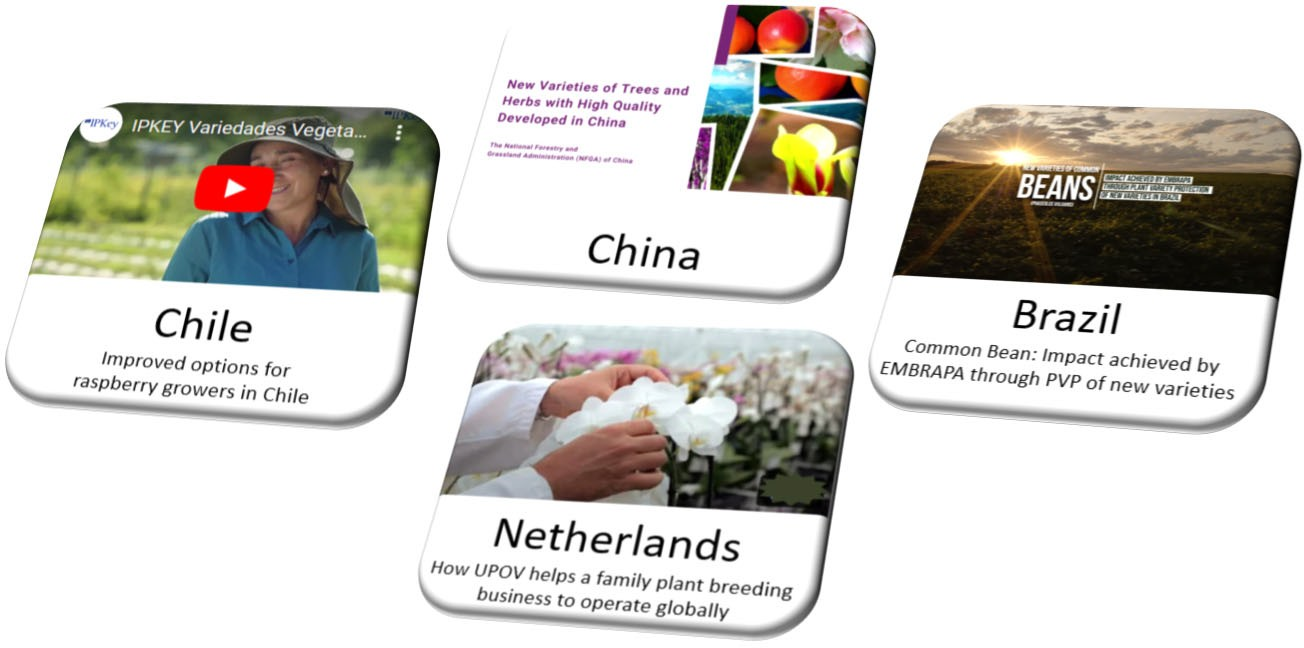 IPKey
IPKEY Variedades Vegeta...
Chile
Improved options for
raspberry growers in Chile
New Varieties of Trees and
Herbs with High Quality
Developed in China
The National Forestry and
Grassland Administration (NFGA) of China
China
NEW VARIETIES OF COMMON
BEANS
IMPACT ACHIEVED BY EMBRAPA
THROUGH PLANT VARIETY PROTECTION
OF NEW VARIETIES IN BRAZIL
Brazil
Common Bean: Impact achieved by
EMBRAPA through PVP of new varieties
Netherlands
How UPOV helps a family plant breeding
business to operate globally